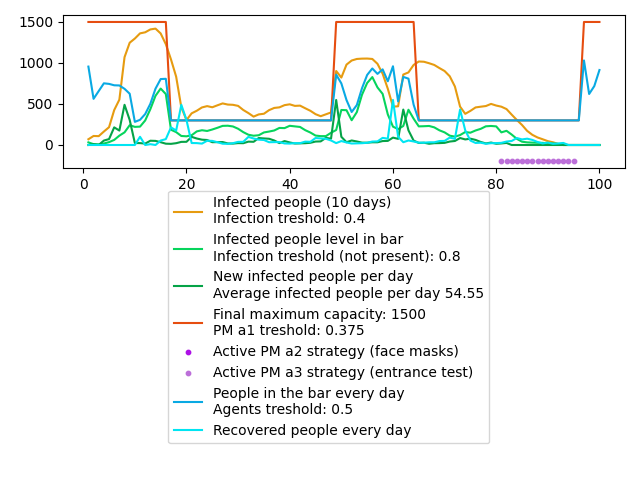 1500
1000
500
0
0
20
40
60
80
100
Infected people (10 days)
Infection treshold: 0.4
Infected people level in bar
Infection treshold (not present): 0.8
New infected people per day
Average infected people per day 54.55
Final maximum capacity: 1500
PM a1 treshold: 0.375
Active PM a2 strategy (face masks)
Active PM a3 strategy (entrance test)
People in the bar every day
Agents treshold: 0.5
Recovered people every day